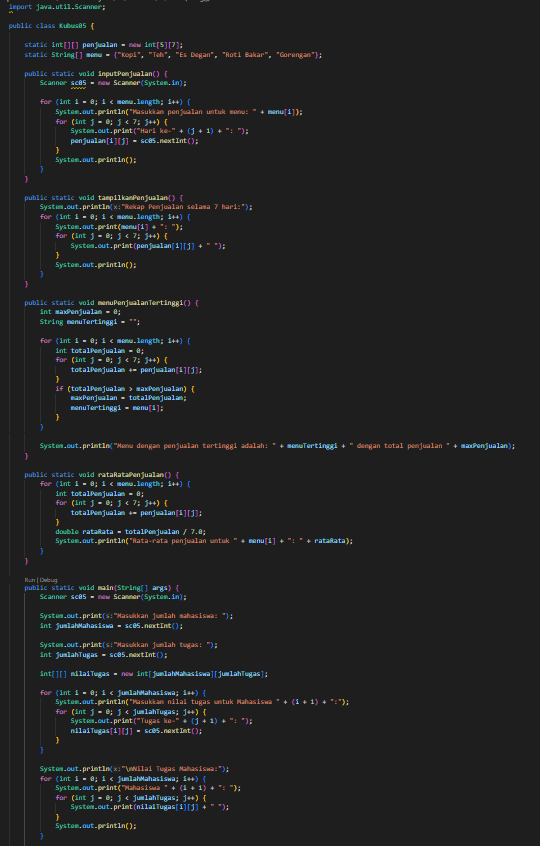 import java.util.Scanner;
public class Kubus05 {
static int[][] penjualan = new int[5][7];
static String[] menu = {"Kopi", "Teh", "Es Degan", "Roti Bakar", "Gorengan"};
public static void inputPenjualan() {
Scanner sc05 = new Scanner(System.in);
for (int i = 0; i < menu.length; i++) {
System.out.println("Masukkan penjualan untuk menu: " + menu[i]);
for (int j = 0; j < 7; j++) {
System.out.print("Hari ke-" + (j + 1) + ": ");
penjualan[i][j] = sc05.nextInt();
}
System.out.println();
}
}
public static void tampilkanPenjualan() {
System.out.println(x:"Rekap Penjualan selama 7 hari:");
for (int i = 0; i < menu.length; i++) {
System.out.print(menu[i] + ": ");
for (int j = 0; j < 7; j++) {
System.out.print(penjualan[i][j] + " ");
}
System.out.println();
}
}
public static void menuPenjualanTertinggi() {
int maxPenjualan = 0;
String menuTertinggi = "";
for (int i = 0; i < menu.length; i++) {
int totalPenjualan = 0;
for (int j = 0; j < 7; j++) {
totalPenjualan += penjualan[i][j];
}
if (totalPenjualan > maxPenjualan) {
maxPenjualan = totalPenjualan;
menuTertinggi = menu[i];
}
}
System.out.println("Menu dengan penjualan tertinggi adalah: " + menuTertinggi + " dengan total penjualan " + maxPenjualan);
}
public static void rataRataPenjualan() {
for (int i = 0; i < menu.length; i++) {
int totalPenjualan = 0;
for (int j = 0; j < 7; j++) {
totalPenjualan += penjualan[i][j];
}
double rataRata = totalPenjualan / 7.0;
System.out.println("Rata-rata penjualan untuk " + menu[i] + ": " + rataRata);
}
}
Run | Debug
public static void main(String[] args) {
Scanner sc05 = new Scanner(System.in);
System.out.print(s:"Masukkan jumlah mahasiswa: ");
int jumlahMahasiswa = sc05.nextInt();
System.out.print(s:"Masukkan jumlah tugas: ");
int jumlahTugas = sc05.nextInt();
int[][] nilaiTugas = new int[jumlahMahasiswa][jumlahTugas];
for (int i = 0; i < jumlahMahasiswa; i++) {
System.out.println("Masukkan nilai tugas untuk Mahasiswa " + (i + 1) + ":");
for (int j = 0; j < jumlahTugas; j++) {
System.out.print("Tugas ke-" + (j + 1) + ": ");
nilaiTugas[i][j] = sc05.nextInt();
}
}
System.out.println(x:"\nNilai Tugas Mahasiswa:");
for (int i = 0; i < jumlahMahasiswa; i++) {
System.out.print("Mahasiswa " + (i + 1) + ": ");
for (int j = 0; j < jumlahTugas; j++) {
System.out.print(nilaiTugas[i][j] + " ");
}
System.out.println();
}